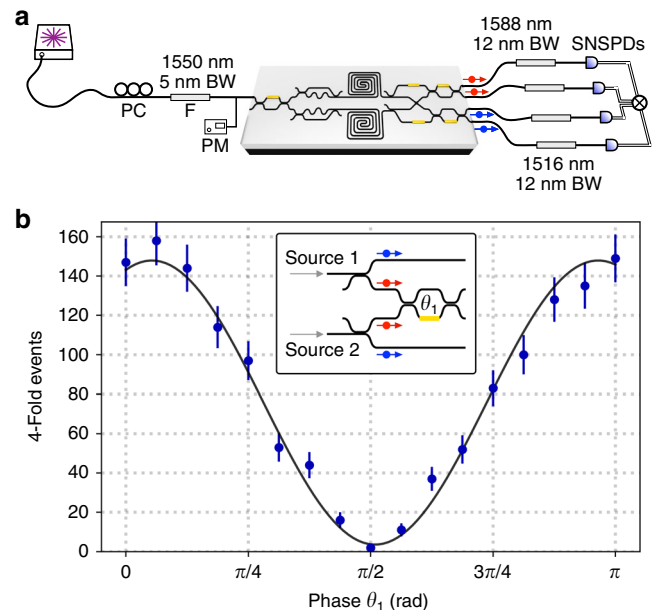 a
1550 nm
5 nm BW
PC
F
PM
1588 nm
12 nm BW
SNSPDs
1516 nm
12 nm BW
b
160
140
120
100
80
60
40
20
0
4-Fold events
Source 1
θ₁
Source 2
0
π/4
π/2
3π/4
π
Phase θ₁ (rad)